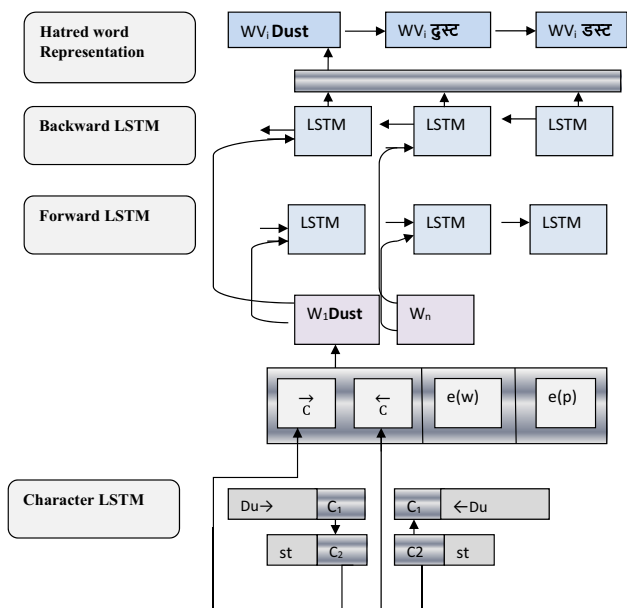 Hatred word
Representation
WVᵢ Dust
WVᵢ दुस्ट
WVᵢ डस्ट
Backward LSTM
LSTM
LSTM
LSTM
Forward LSTM
LSTM
LSTM
LSTM
W₁Dust
Wₙ
→
C
←
C
e(w)
e(p)
Character LSTM
Du→
C₁
C₁
←Du
st
C₂
C2
st